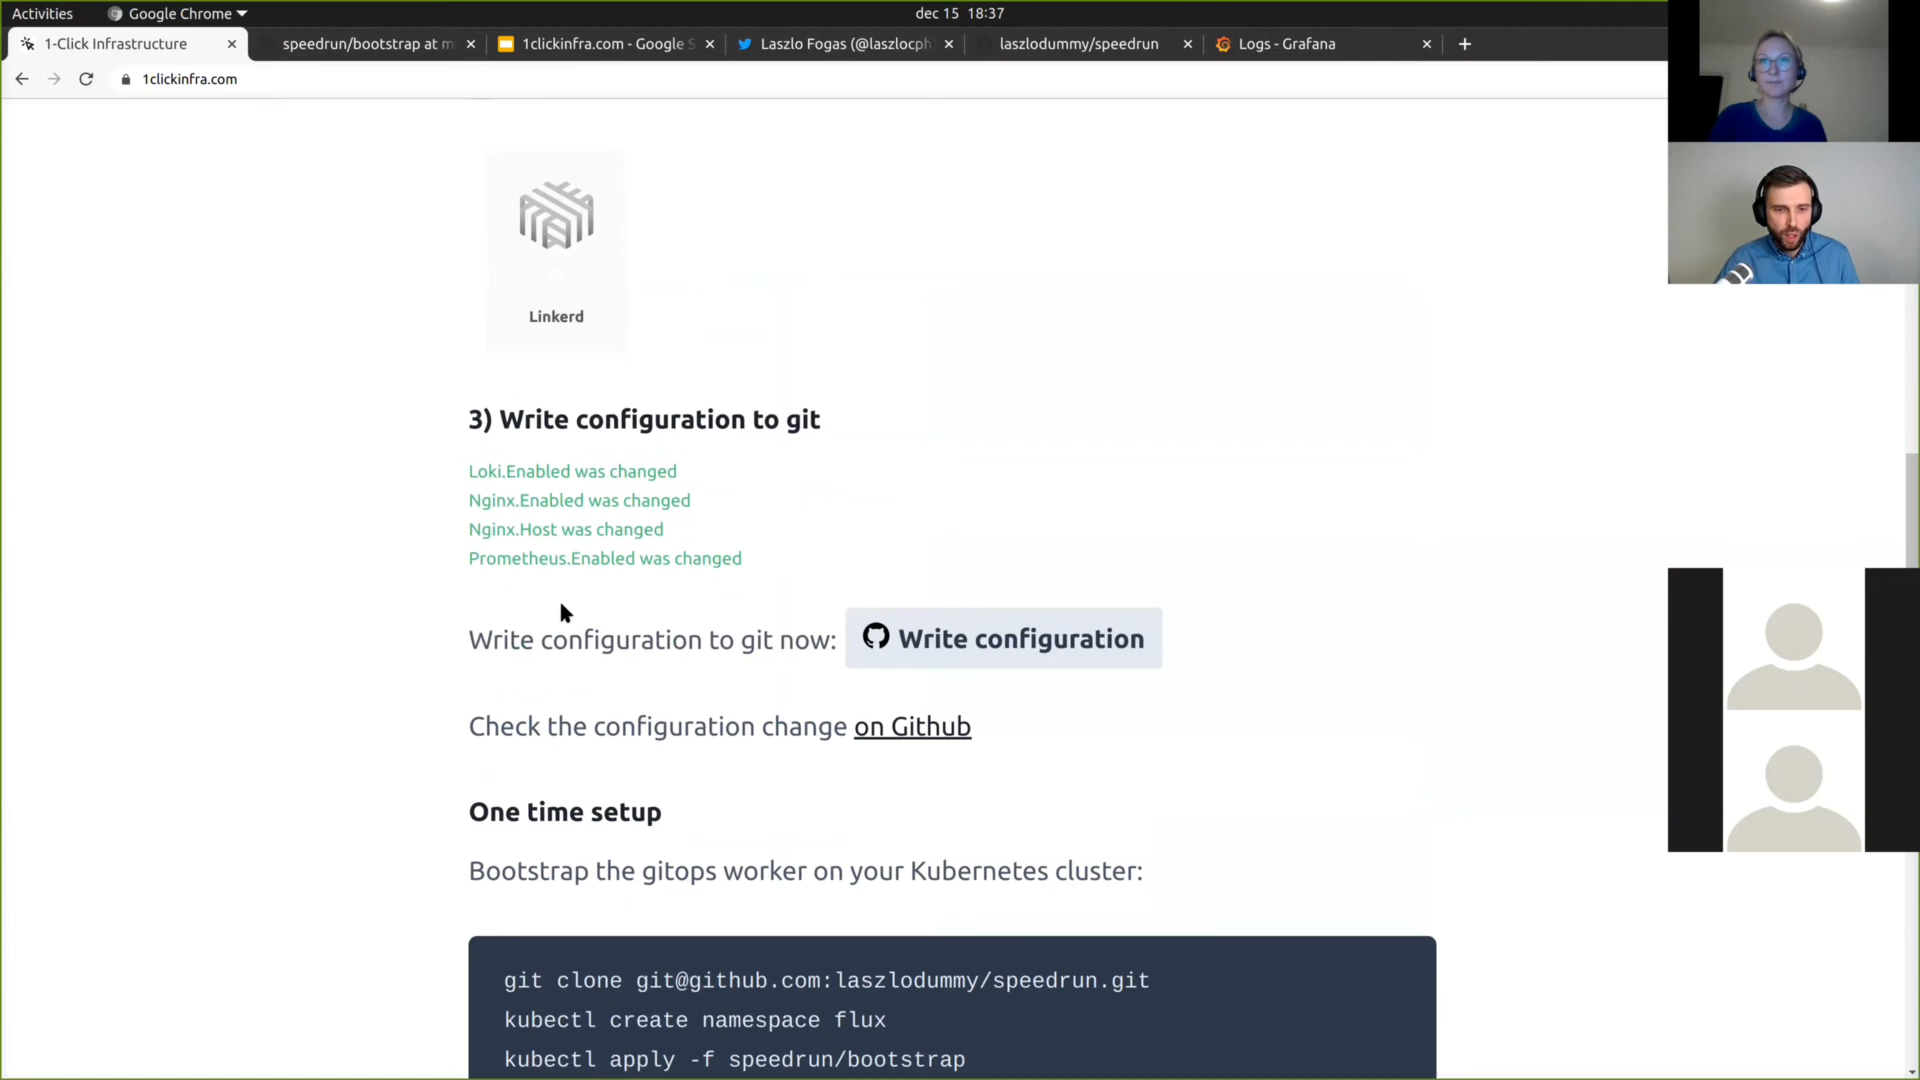 Activities
Google Chrome
dec 15 18:37
1-Click Infrastructure
speedrun/bootstrap at m
1clickinfra.com - Google S
Laszlo Fogas (@laszlocph
laszlodummy/speedrun
Logs - Grafana
1clickinfra.com
Linkerd
3) Write configuration to git
Loki.Enabled was changed
Nginx.Enabled was changed
Nginx.Host was changed
Prometheus.Enabled was changed
Write configuration to git now:
Write configuration
Check the configuration change on Github
One time setup
Bootstrap the gitops worker on your Kubernetes cluster:
git clone git@github.com:laszlodummy/speedrun.git
kubectl create namespace flux
kubectl apply -f speedrun/bootstrap